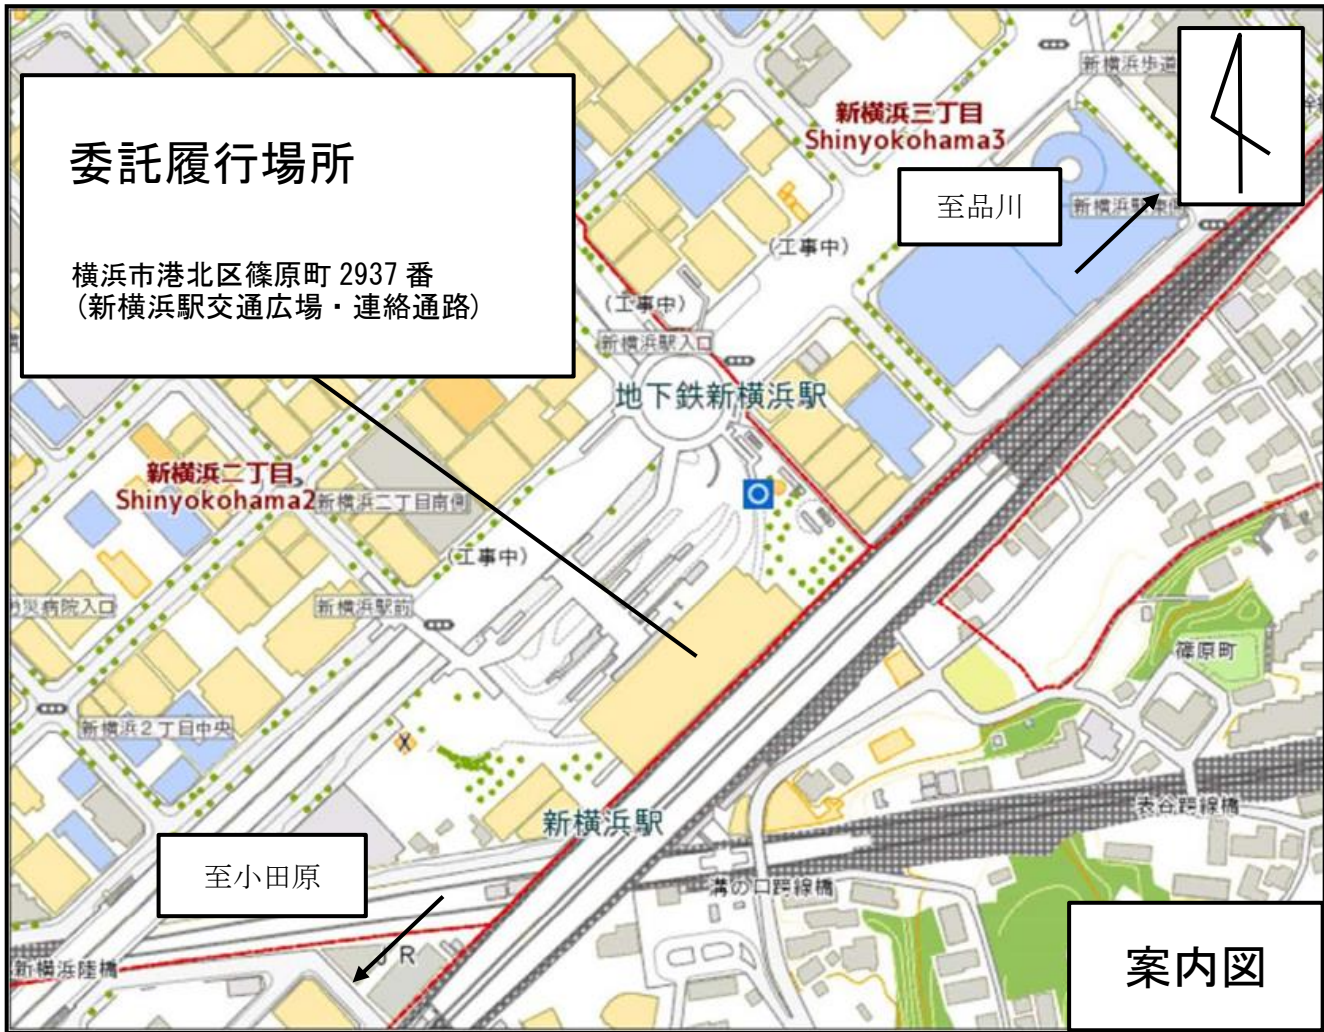 新横浜歩道
新横浜三丁目
Shinyokohama3
委託履行場所
至品川
横浜市港北区篠原町 2937 番
(新横浜駅交通広場・連絡通路)
(工事中)
(工事中)
新横浜駅入口
地下鉄新横浜駅
新横浜二丁目
Shinyokohama2
新横浜二丁目南側
(工事中)
災病院入口
新横浜駅前
篠原町
新横浜2丁目中央
X
表谷跨線橋
新横浜駅
至小田原
溝の口跨線橋
JR
新横浜陸橋
案内図